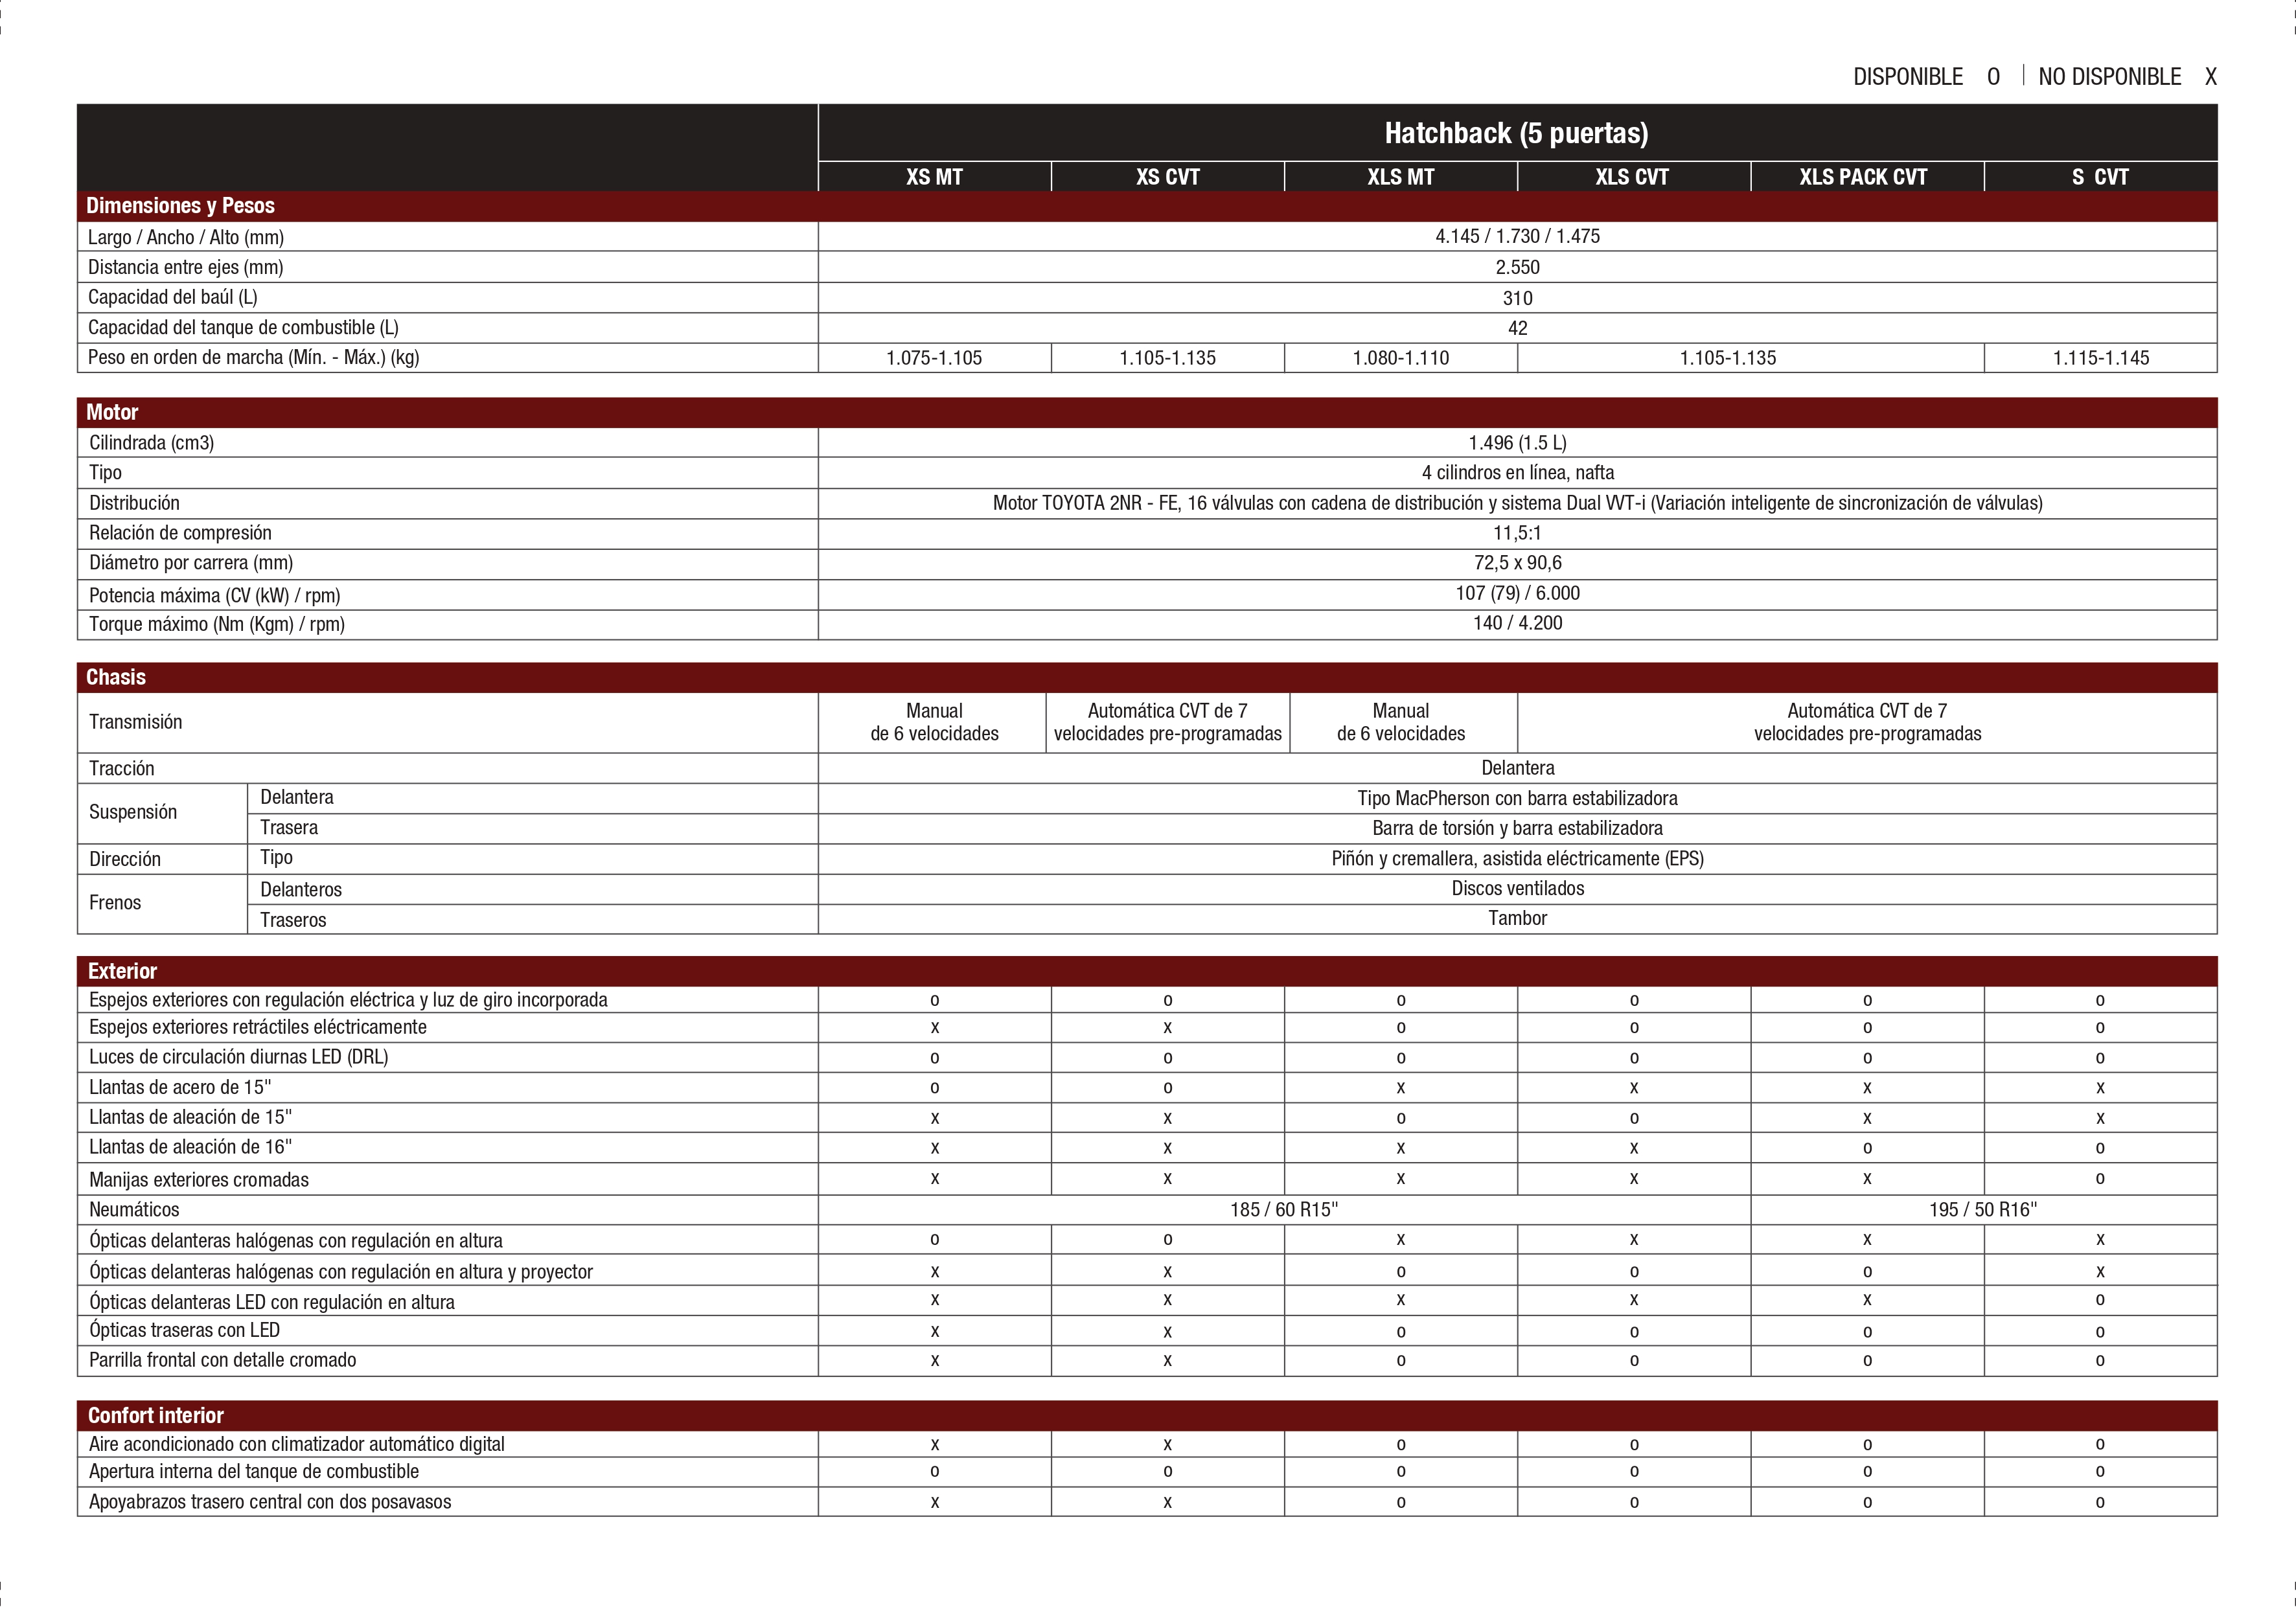 DISPONIBLE O | NO DISPONIBLE X
Hatchback (5 puertas)
XS MT XS CVT XLS MT XLS CVT XLS PACK CVT S CVT
Dimensiones y Pesos
Largo / Ancho / Alto (mm) 4.145 / 1.730 / 1.475
Distancia entre ejes (mm) 2.550
Capacidad del baúl (L) 310
Capacidad del tanque de combustible (L) 42
Peso en orden de marcha (Mín. - Máx.) (kg) 1.075-1.105 1.105-1.135 1.080-1.110 1.105-1.135 1.115-1.145
Motor
Cilindrada (cm3) 1.496 (1.5 L)
Tipo 4 cilindros en línea, nafta
Distribución Motor TOYOTA 2NR - FE, 16 válvulas con cadena de distribución y sistema Dual VVT-i (Variación inteligente de sincronización de válvulas)
Relación de compresión 11,5:1
Diámetro por carrera (mm) 72,5 x 90,6
Potencia máxima (CV (kW) / rpm) 107 (79) / 6.000
Torque máximo (Nm (Kgm) / rpm) 140 / 4.200
Chasis
Transmisión Manual Automática CVT de 7 Manual Automática CVT de 7
de 6 velocidades velocidades pre-programadas de 6 velocidades velocidades pre-programadas
Tracción Delantera
Suspensión Delantera Tipo MacPherson con barra estabilizadora
Trasera Barra de torsión y barra estabilizadora
Dirección Tipo Piñón y cremallera, asistida eléctricamente (EPS)
Frenos Delanteros Discos ventilados
Traseros Tambor
Exterior
Espejos exteriores con regulación eléctrica y luz de giro incorporada o o o o o o
Espejos exteriores retráctiles eléctricamente x x o o o o
Luces de circulación diurnas LED (DRL) o o o o o o
Llantas de acero de 15" o o x x x x
Llantas de aleación de 15" x x o o x x
Llantas de aleación de 16" x x x x o o
Manijas exteriores cromadas x x x x x o
Neumáticos 185 / 60 R15" 195 / 50 R16"
Ópticas delanteras halógenas con regulación en altura o o x x x x
Ópticas delanteras halógenas con regulación en altura y proyector x x o o o x
Ópticas delanteras LED con regulación en altura x x x x x o
Ópticas traseras con LED x x o o o o
Parrilla frontal con detalle cromado x x o o o o
Confort interior
Aire acondicionado con climatizador automático digital x x o o o o
Apertura interna del tanque de combustible o o o o o o
Apoyabrazos trasero central con dos posavasos x x o o o o